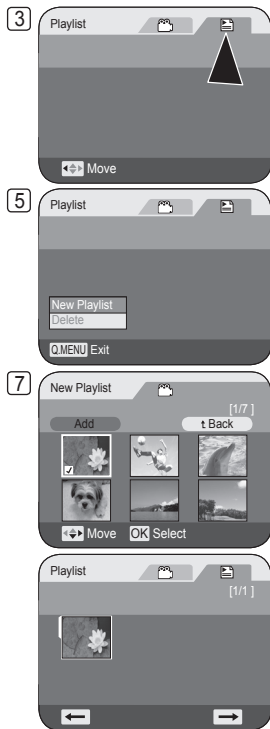 3
Playlist
Move
5
Playlist
New Playlist
Delete
Q.MENU Exit
7
New Playlist
[1/7 ]
Add
t Back
Move OK Select
Playlist
[1/1 ]